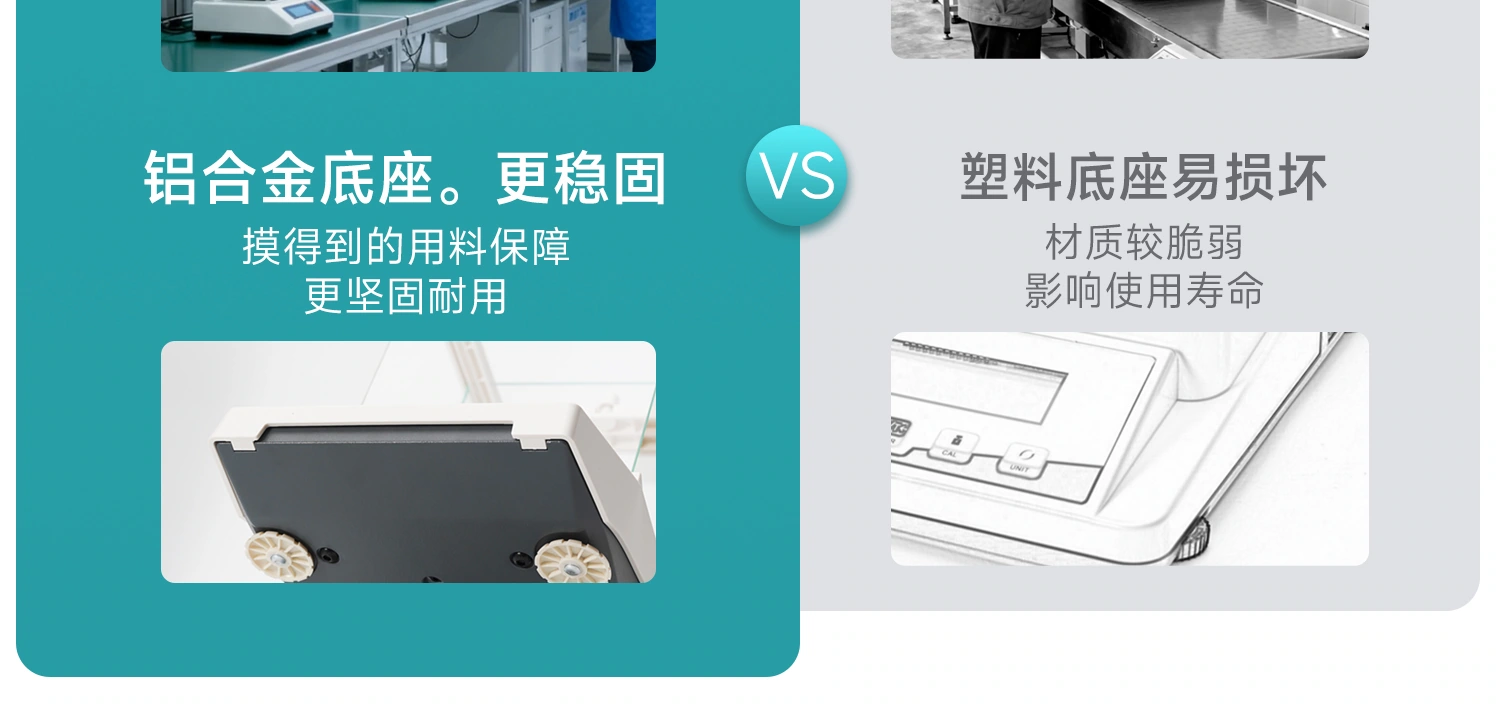 铝合金底座。更稳固
摸得到的用料保障
更坚固耐用
VS
塑料底座易损坏
材质较脆弱
影响使用寿命
CAL
UNIT